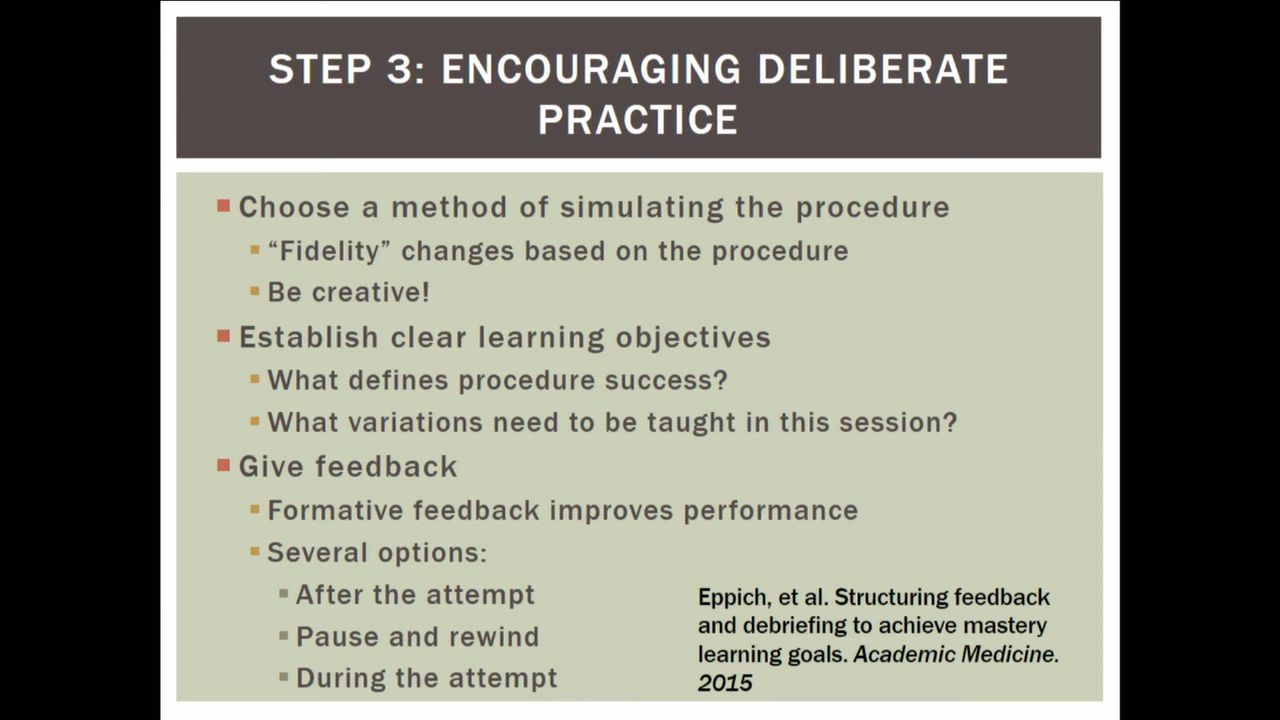 STEP 3: ENCOURAGING DELIBERATE
PRACTICE
Choose a method of simulating the procedure
“Fidelity” changes based on the procedure
Be creative!
Establish clear learning objectives
What defines procedure success?
What variations need to be taught in this session?
Give feedback
Formative feedback improves performance
Several options:
After the attempt
Pause and rewind
During the attempt
Eppich, et al. Structuring feedback
and debriefing to achieve mastery
learning goals. Academic Medicine.
2015